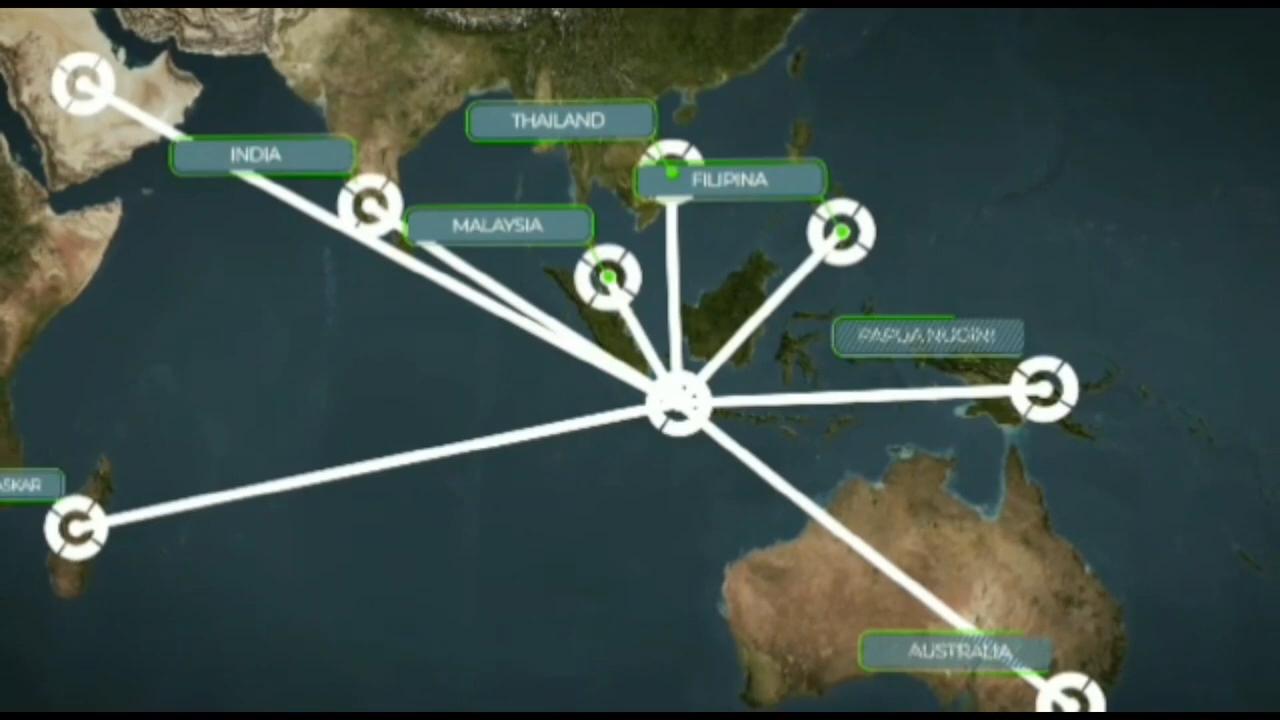 THAILAND
INDIA
FILIPINA
MALAYSIA
PAPUA NUGINI
ASKAR
AUSTRALIA